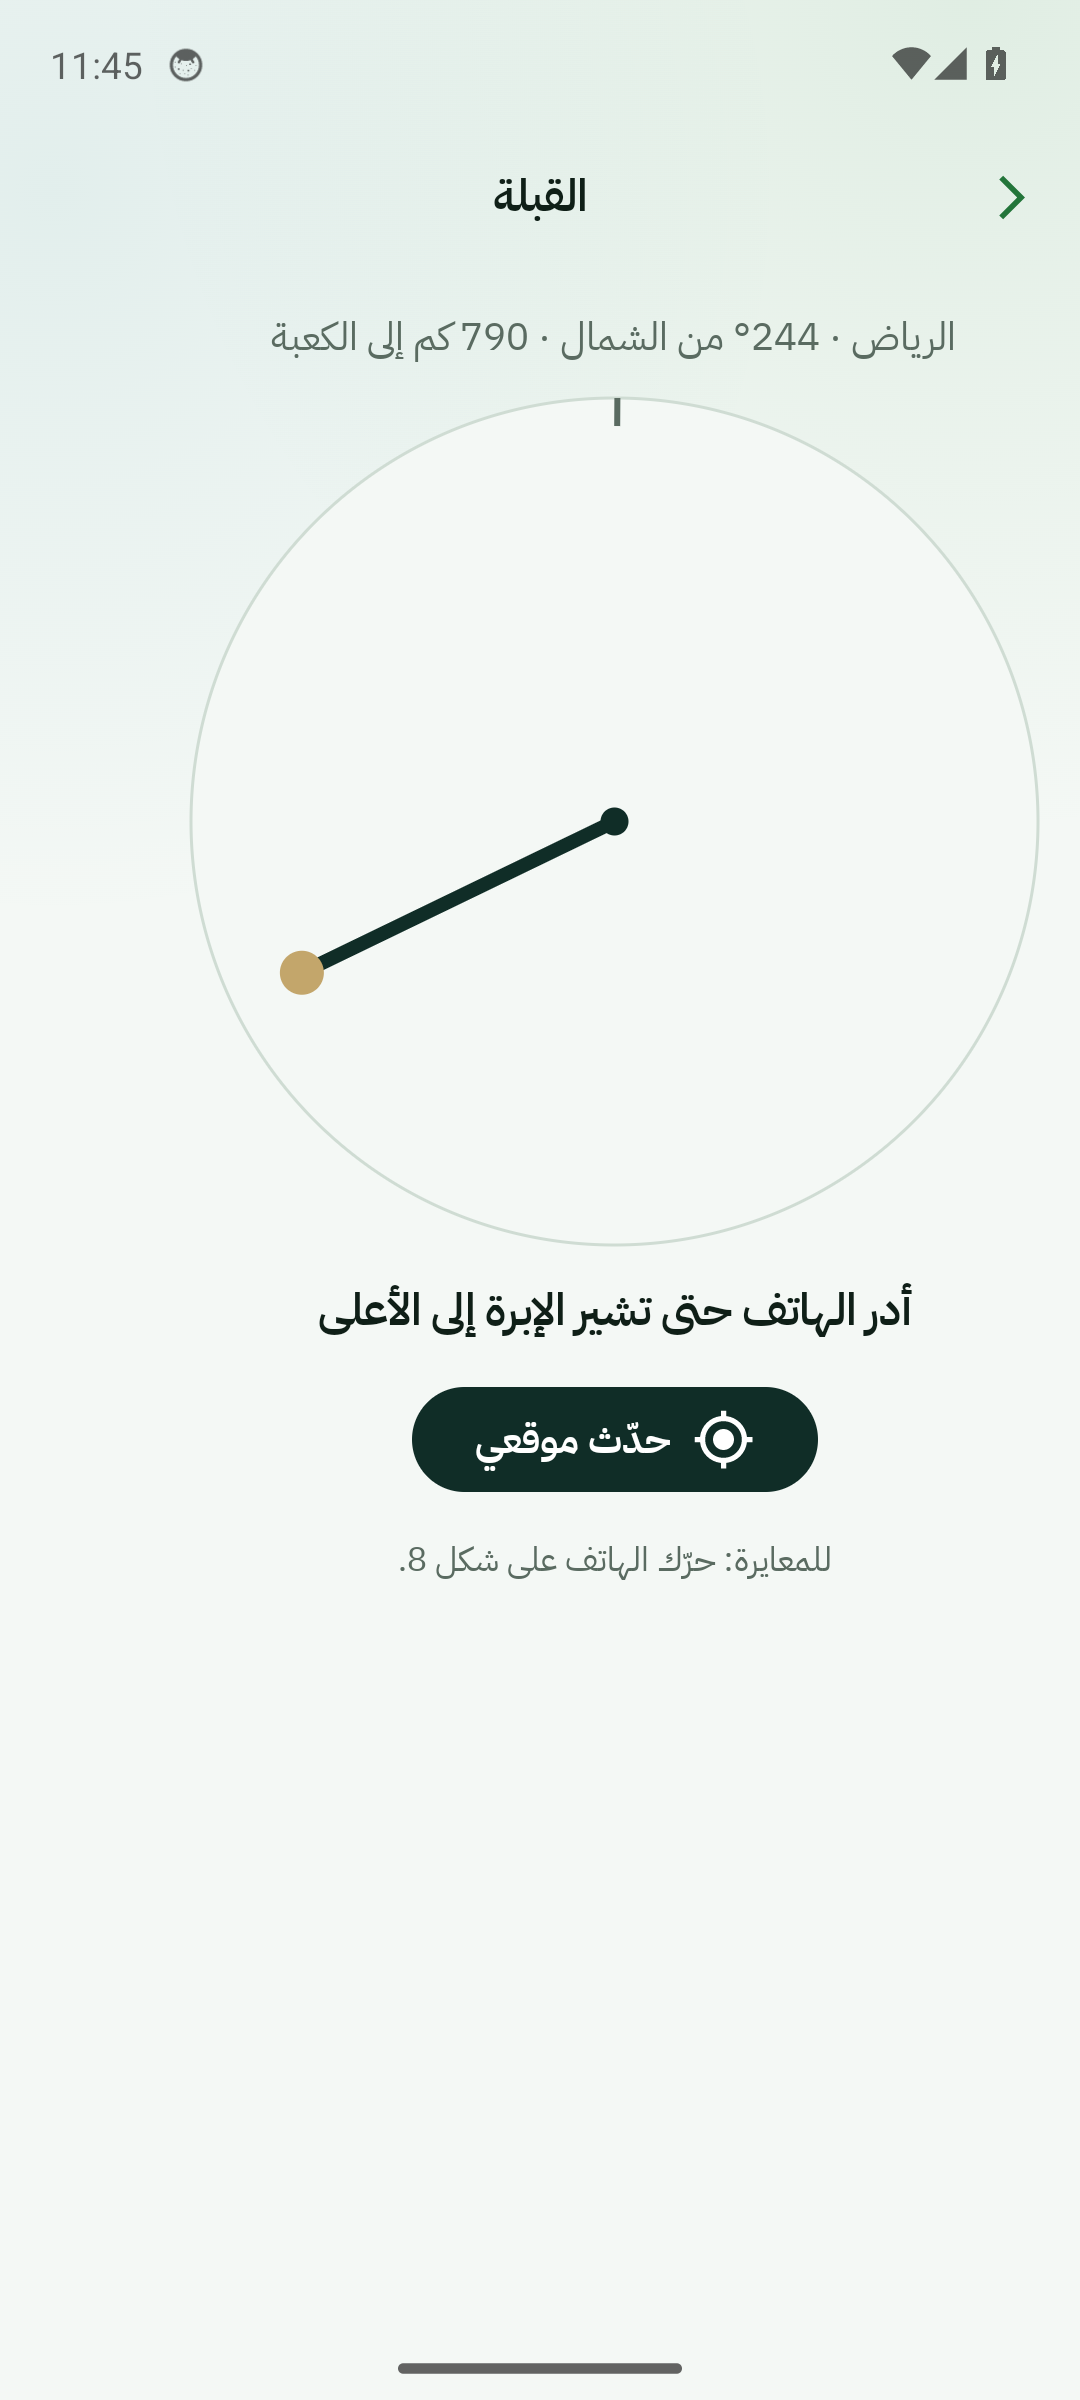 11:45
القبلة
الرياض · 244° من الشمال · 790 كم إلى الكعبة
أدر الهاتف حتى تشير الإبرة إلى الأعلى
حدّث موقعي
للمعايرة: حرّك الهاتف على شكل 8.